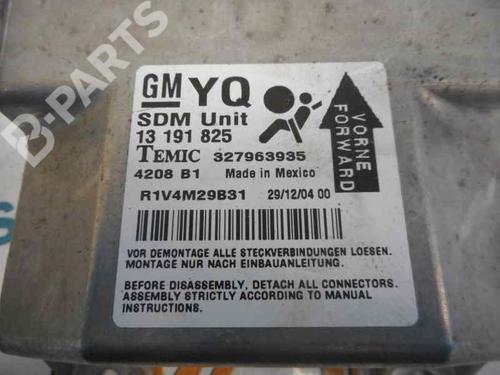 B-PARTS
GM YQ
SDM Unit
13 191 825
TEMIC 327963935
4208 B1 Made in Mexico
R1V4M29B31 29/12/04 00
VORNE
FORWARD
VOR DEMONTAGE ALLE STECKVERBINDUNGEN LOESEN.
MONTAGE NUR NACH EINBAUANLEITUNG.
BEFORE DISASSEMBLY, DETACH ALL CONNECTORS.
ASSEMBLY STRICTLY ACCORDING TO MANUAL
INSTRUCTIONS.